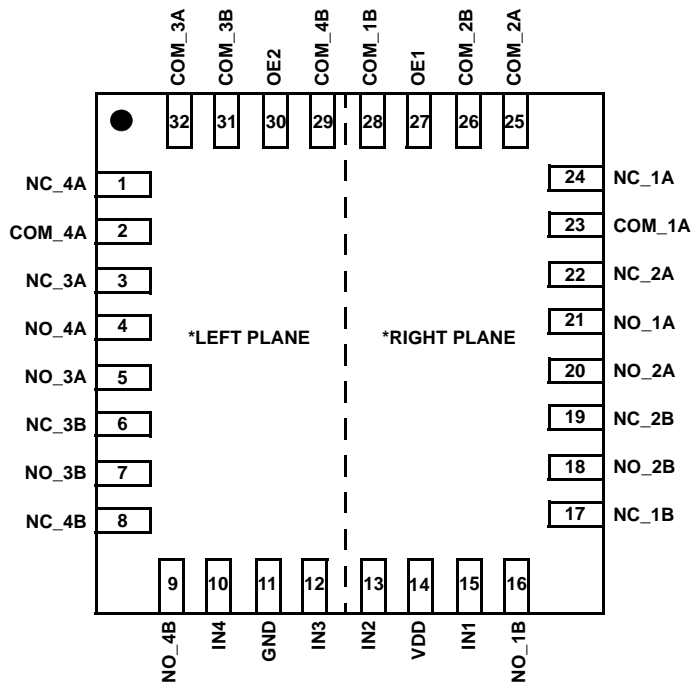 COM_3A
COM_3B
OE2
COM_4B
COM_1B
OE1
COM_2B
COM_2A
32 31 30 29 28 27 26 25
NC_4A 1
COM_4A 2
NC_3A 3
NO_4A 4
NO_3A 5
NC_3B 6
NO_3B 7
NC_4B 8
*LEFT PLANE
*RIGHT PLANE
24 NC_1A
23 COM_1A
22 NC_2A
21 NO_1A
20 NO_2A
19 NC_2B
18 NO_2B
17 NC_1B
9 10 11 12 13 14 15 16
NO_4B
IN4
GND
IN3
IN2
VDD
IN1
NO_1B